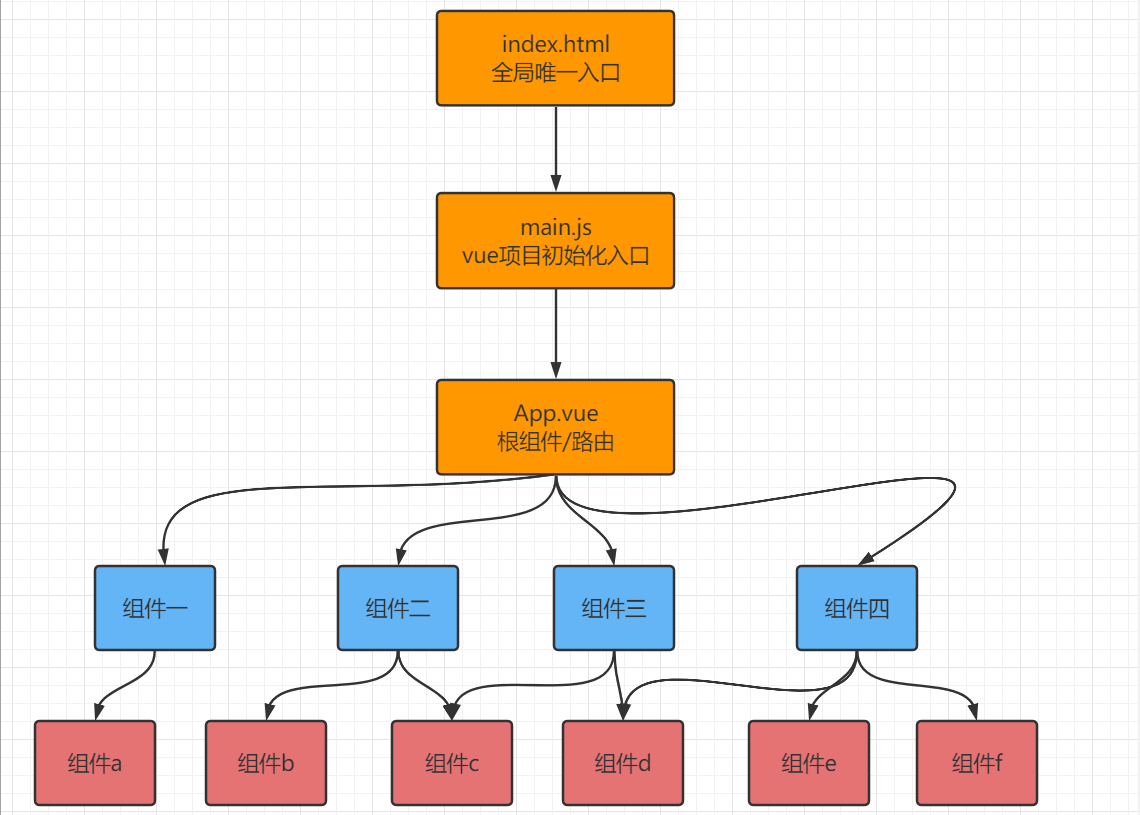 index.html
全局唯一入口
main.js
vue项目初始化入口
App.vue
根组件/路由
组件一
组件二
组件三
组件四
组件a
组件b
组件c
组件d
组件e
组件f